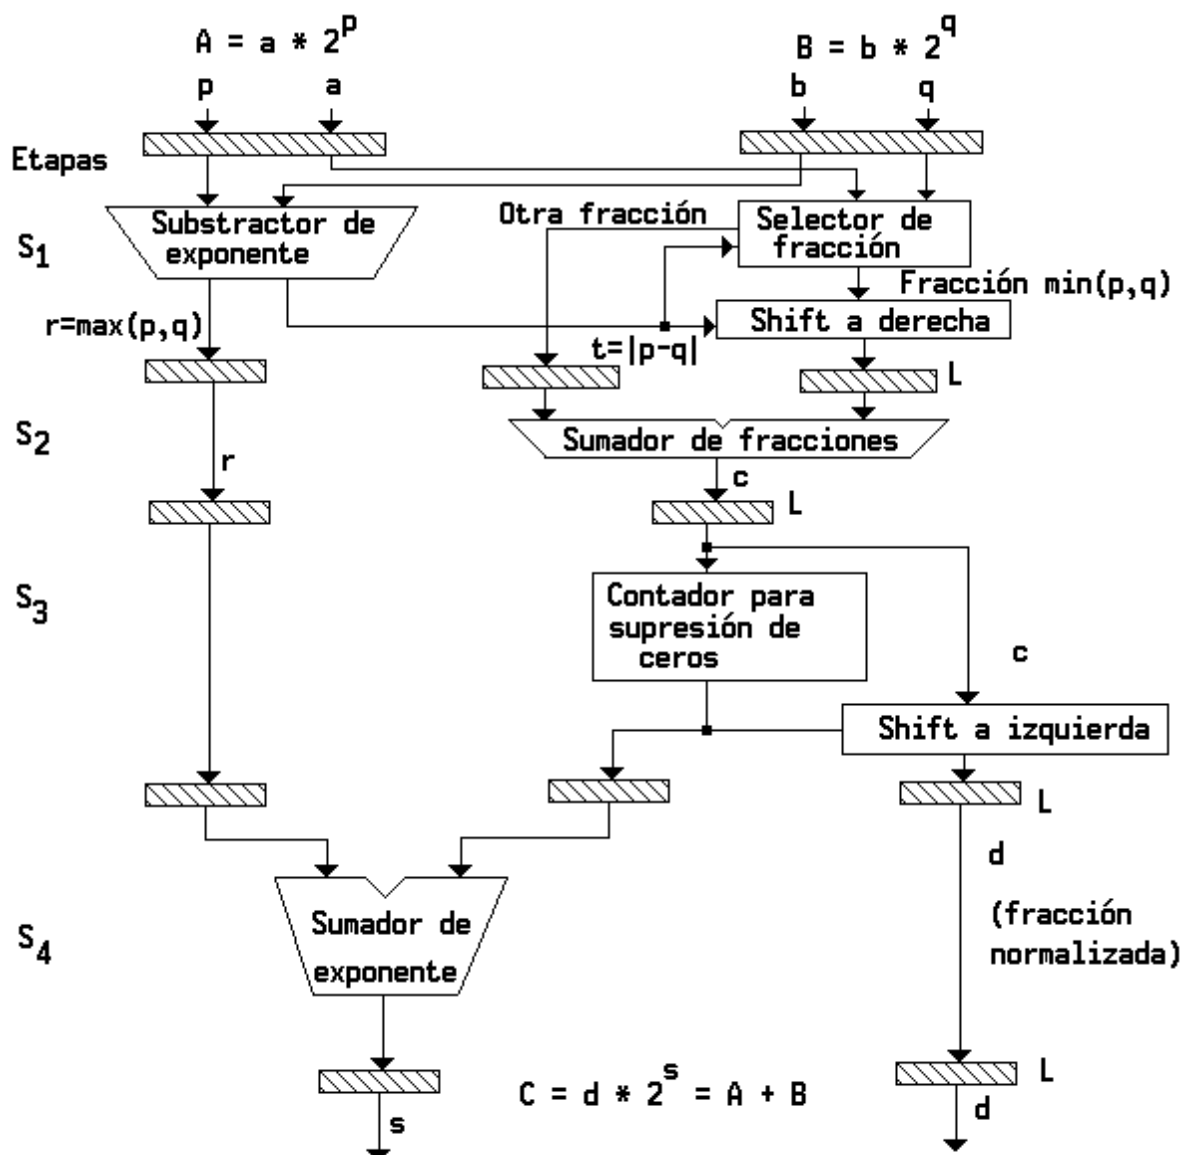 A = a * 2^p
B = b * 2^q
p
a
b
q
Etapas
S1
Substractor de
exponente
Otra fracción
Selector de
fracción
Fracción min(p,q)
r=max(p,q)
Shift a derecha
t=|p-q|
L
S2
Sumador de fracciones
r
c
L
S3
Contador para
supresión de
ceros
c
Shift a izquierda
L
d
S4
Sumador de
exponente
(fracción
normalizada)
L
C = d * 2^s = A + B
s
d